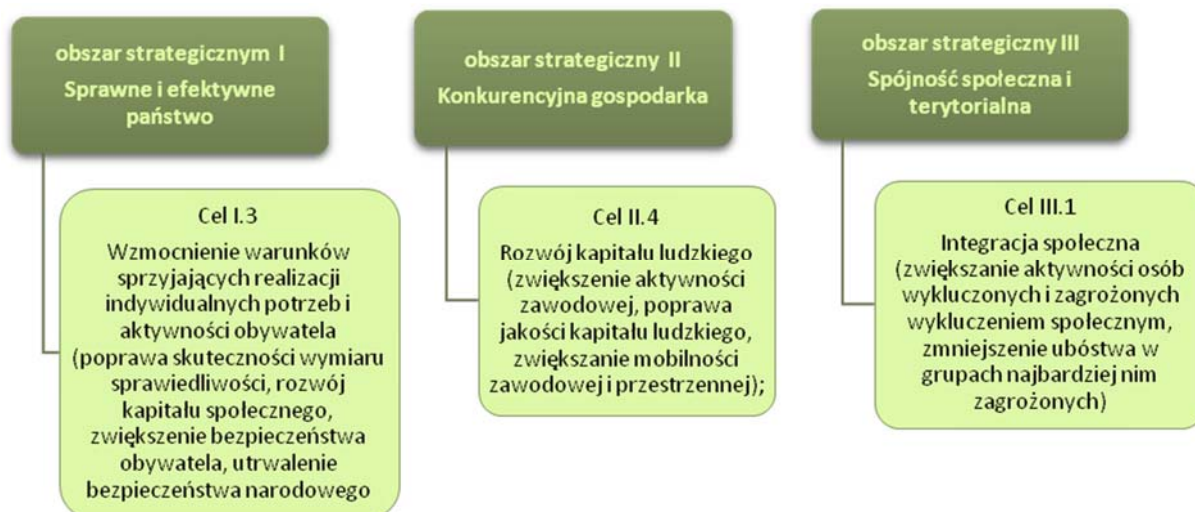 obszar strategicznym I
Sprawne i efektywne
państwo
Cel I.3
Wzmocnienie warunków
sprzyjających realizacji
indywidualnych potrzeb i
aktywności obywatela
(poprawa skuteczności wymiaru
sprawiedliwości, rozwój
kapitału społecznego,
zwiększenie bezpieczeństwa
obywatela, utrwalenie
bezpieczeństwa narodowego
obszar strategiczny II
Konkurencyjna gospodarka
Cel II.4
Rozwój kapitału ludzkiego
(zwiększenie aktywności
zawodowej, poprawa
jakości kapitału ludzkiego,
zwiększanie mobilności
zawodowej i przestrzennej);
obszar strategiczny III
Spójność społeczna i
terytorialna
Cel III.1
Integracja społeczna
(zwiększanie aktywności osób
wykluczonych i zagrożonych
wykluczeniem społecznym,
zmniejszenie ubóstwa w
grupach najbardziej nim
zagrożonych)